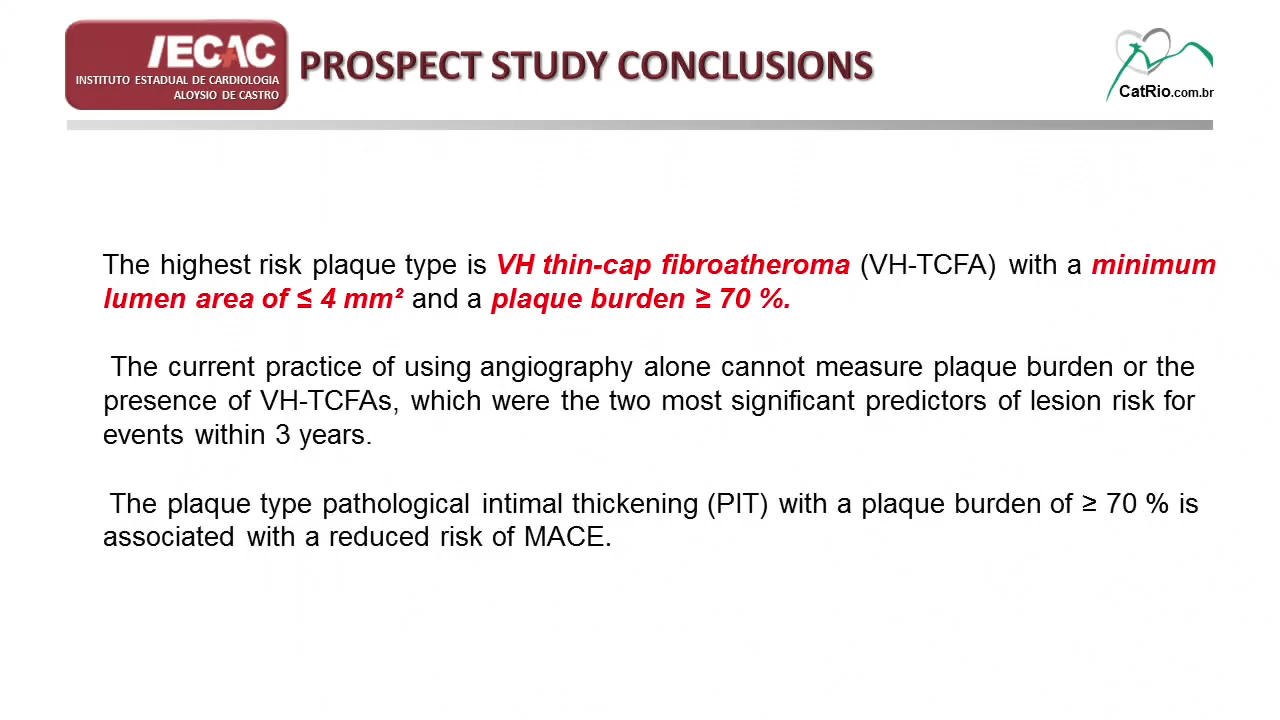 IECAC
INSTITUTO ESTADUAL DE CARDIOLOGIA
ALOYSIO DE CASTRO
PROSPECT STUDY CONCLUSIONS
CatRio.com.br
The highest risk plaque type is VH thin-cap fibroatheroma (VH-TCFA) with a minimum
lumen area of ≤ 4 mm² and a plaque burden ≥ 70 %.
The current practice of using angiography alone cannot measure plaque burden or the
presence of VH-TCFAs, which were the two most significant predictors of lesion risk for
events within 3 years.
The plaque type pathological intimal thickening (PIT) with a plaque burden of ≥ 70 % is
associated with a reduced risk of MACE.